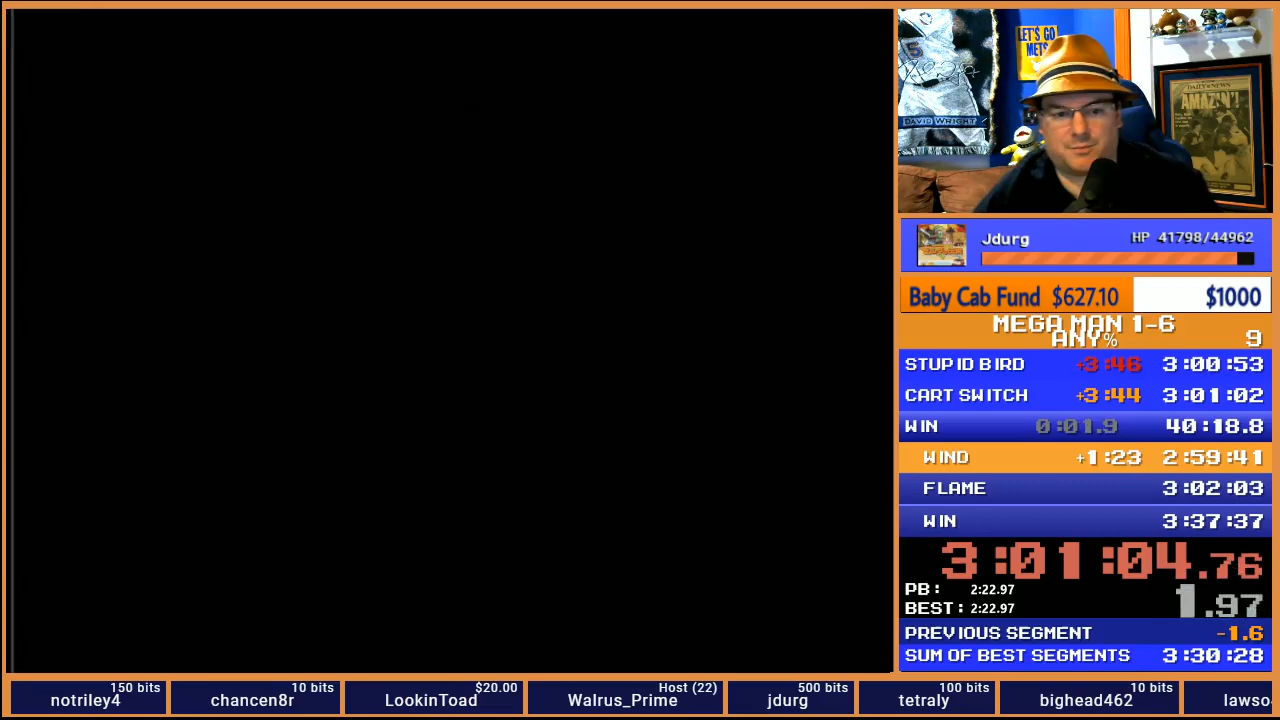 LET'S GO
METS
5
DAVID WRIGHT
DAILY NEWS
AMAZIN'!
Jdurg HP 41798/44962
Baby Cab Fund $627.10 $1000
MEGA MAN 1-6
ANY% 9
STUPID BIRD +3:46 3:00:53
CART SWITCH +3:44 3:01:02
WIN 0:01.9 40:18.8
WIND +1:23 2:59:41
FLAME 3:02:03
WIN 3:37:37
3:01:04.76
PB: 2:22.97
BEST: 2:22.97
1.97
PREVIOUS SEGMENT -1.6
SUM OF BEST SEGMENTS 3:30:28
150 bits
notriley4
10 bits
chancen8r
$20.00
LookinToad
Host (22)
Walrus_Prime
500 bits
jdurg
100 bits
tetraly
10 bits
bighead462
lawso